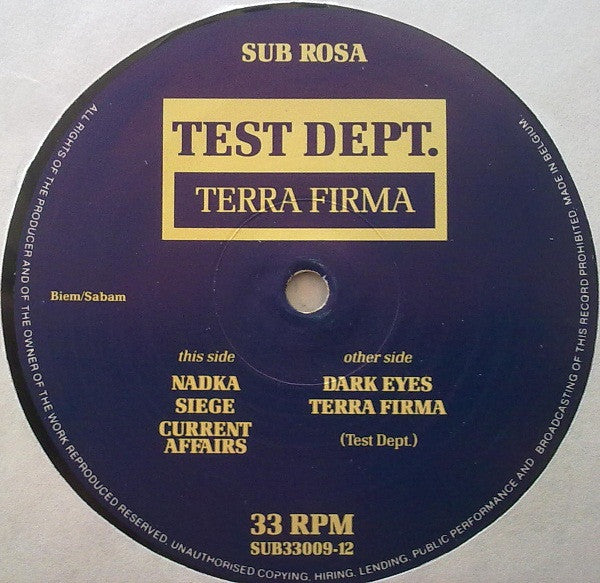 SUB ROSA
TEST DEPT.
TERRA FIRMA
Biem/Sabam
this side
NADKA
SIEGE
CURRENT
AFFAIRS
other side
DARK EYES
TERRA FIRMA
(Test Dept.)
33 RPM
SUB33009-12
ALL RIGHTS OF THE PRODUCER AND OF THE OWNER OF THE WORK REPRODUCED RESERVED. UNAUTHORISED COPYING, HIRING, LENDING, PUBLIC PERFORMANCE AND BROADCASTING OF THIS RECORD PROHIBITED. MADE IN BELGIUM.